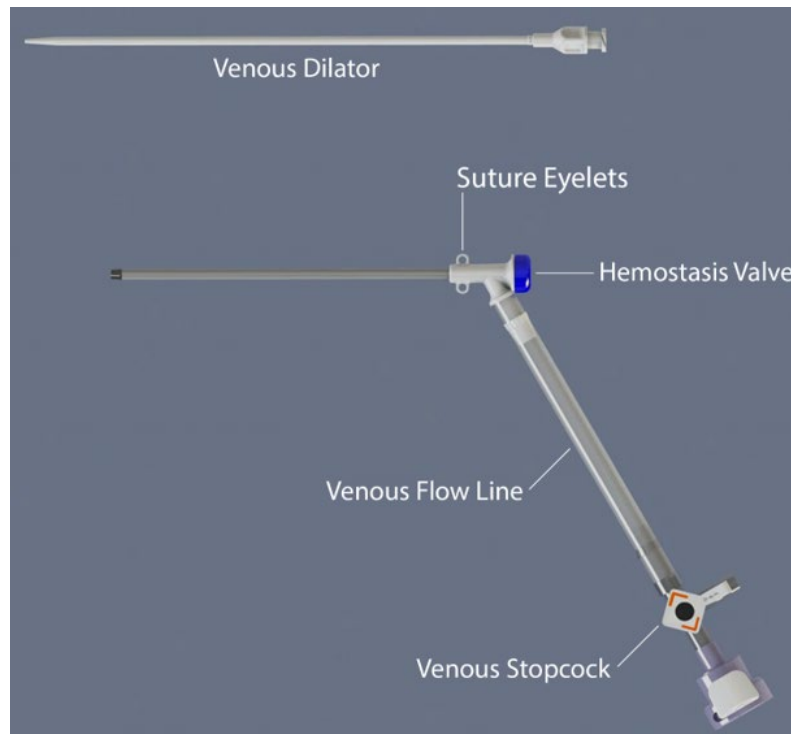 Venous Dilator
Suture Eyelets
Hemostasis Valve
Venous Flow Line
Venous Stopcock